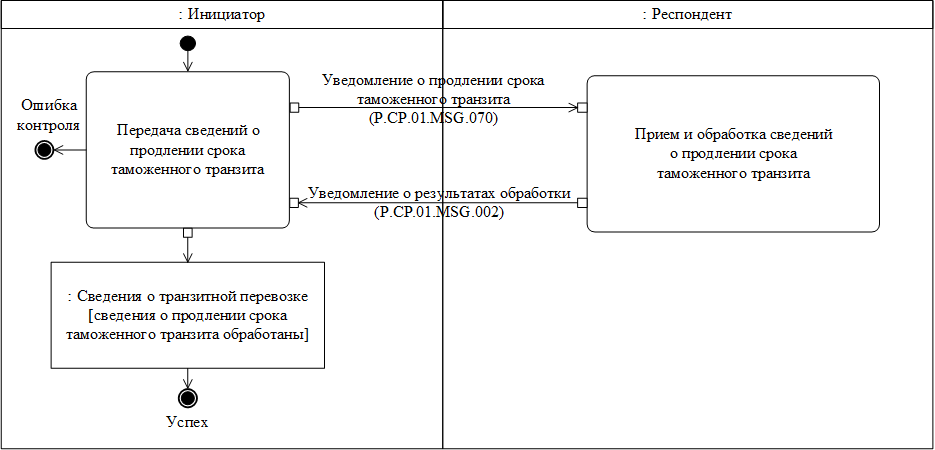 : Инициатор
: Респондент
Уведомление о продлении срока
таможенного транзита
(P.CP.01.MSG.070)
Ошибка
контроля
Передача сведений о
продлении срока
таможенного транзита
Прием и обработка сведений
о продлении срока
таможенного транзита
Уведомление о результатах обработки
(P.CP.01.MSG.002)
: Сведения о транзитной перевозке
[сведения о продлении срока
таможенного транзита обработаны]
Успех